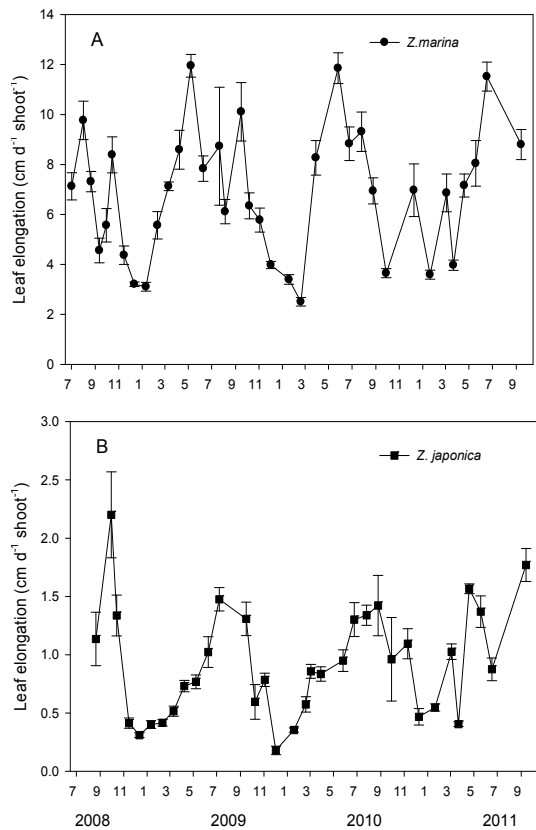 A
Z.marina
Leaf elongation (cm d⁻¹ shoot⁻¹)
14
12
10
8
6
4
2
0
7 9 11 1 3 5 7 9 11 1 3 5 7 9 11 1 3 5 7 9
B
Z. japonica
Leaf elongation (cm d⁻¹ shoot⁻¹)
3.0
2.5
2.0
1.5
1.0
0.5
0.0
7 9 11 1 3 5 7 9 11 1 3 5 7 9 11 1 3 5 7 9
2008 2009 2010 2011